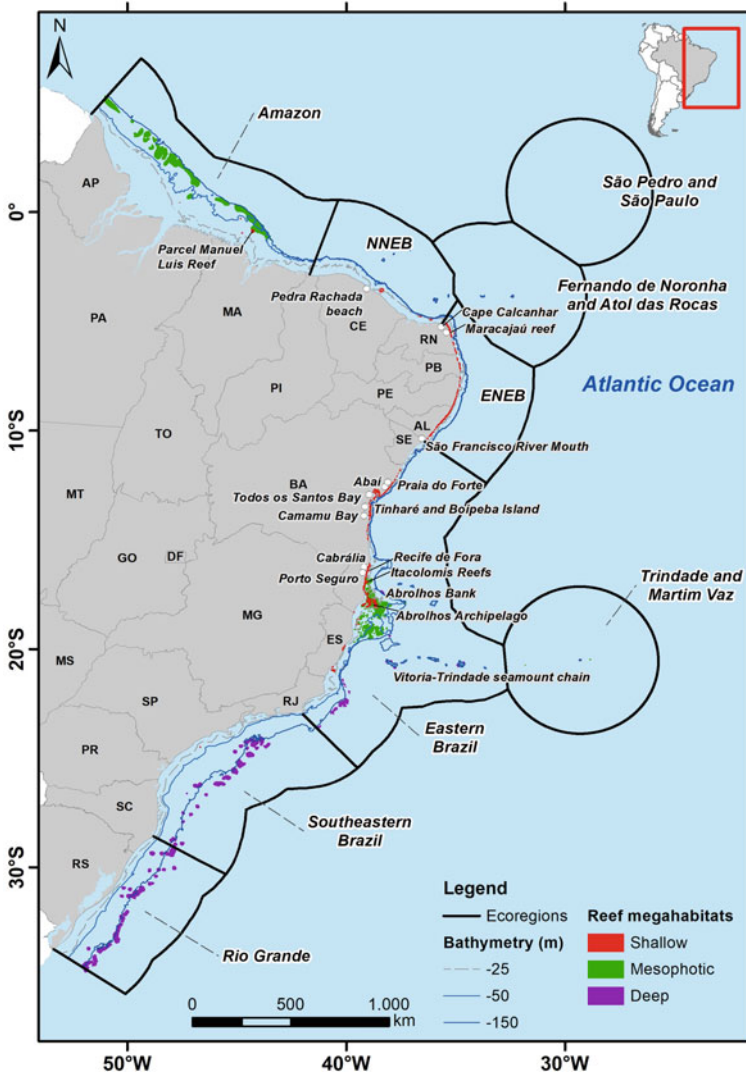 N
Amazon
São Pedro and
São Paulo
AP
0°
NNEB
Parcel Manuel
Luis Reef
Fernando de Noronha
and Atol das Rocas
Pedra Rachada
beach
Cape Calcanhar
Maracajaú reef
PA
MA
CE
RN
PB
PI
PE
ENEB
Atlantic Ocean
AL
TO
SE
10°S
São Francisco River Mouth
BA
Abaí
Praia do Forte
MT
Todos os Santos Bay
Tinharé and Boipeba Island
Camamu Bay
GO
DF
Cabrália
Recife de Fora
Porto Seguro
Itacolomis Reefs
Trindade and
Martim Vaz
Abrolhos Bank
MG
Abrolhos Archipelago
ES
20°S
MS
Vitoria-Trindade seamount chain
SP
RJ
Eastern
Brazil
PR
SC
Southeastern
Brazil
RS
30°S
Rio Grande
Legend
Ecoregions
Bathymetry (m)
-25
-50
-150
Reef megahabitats
Shallow
Mesophotic
Deep
0 500 1.000
km
50°W 40°W 30°W